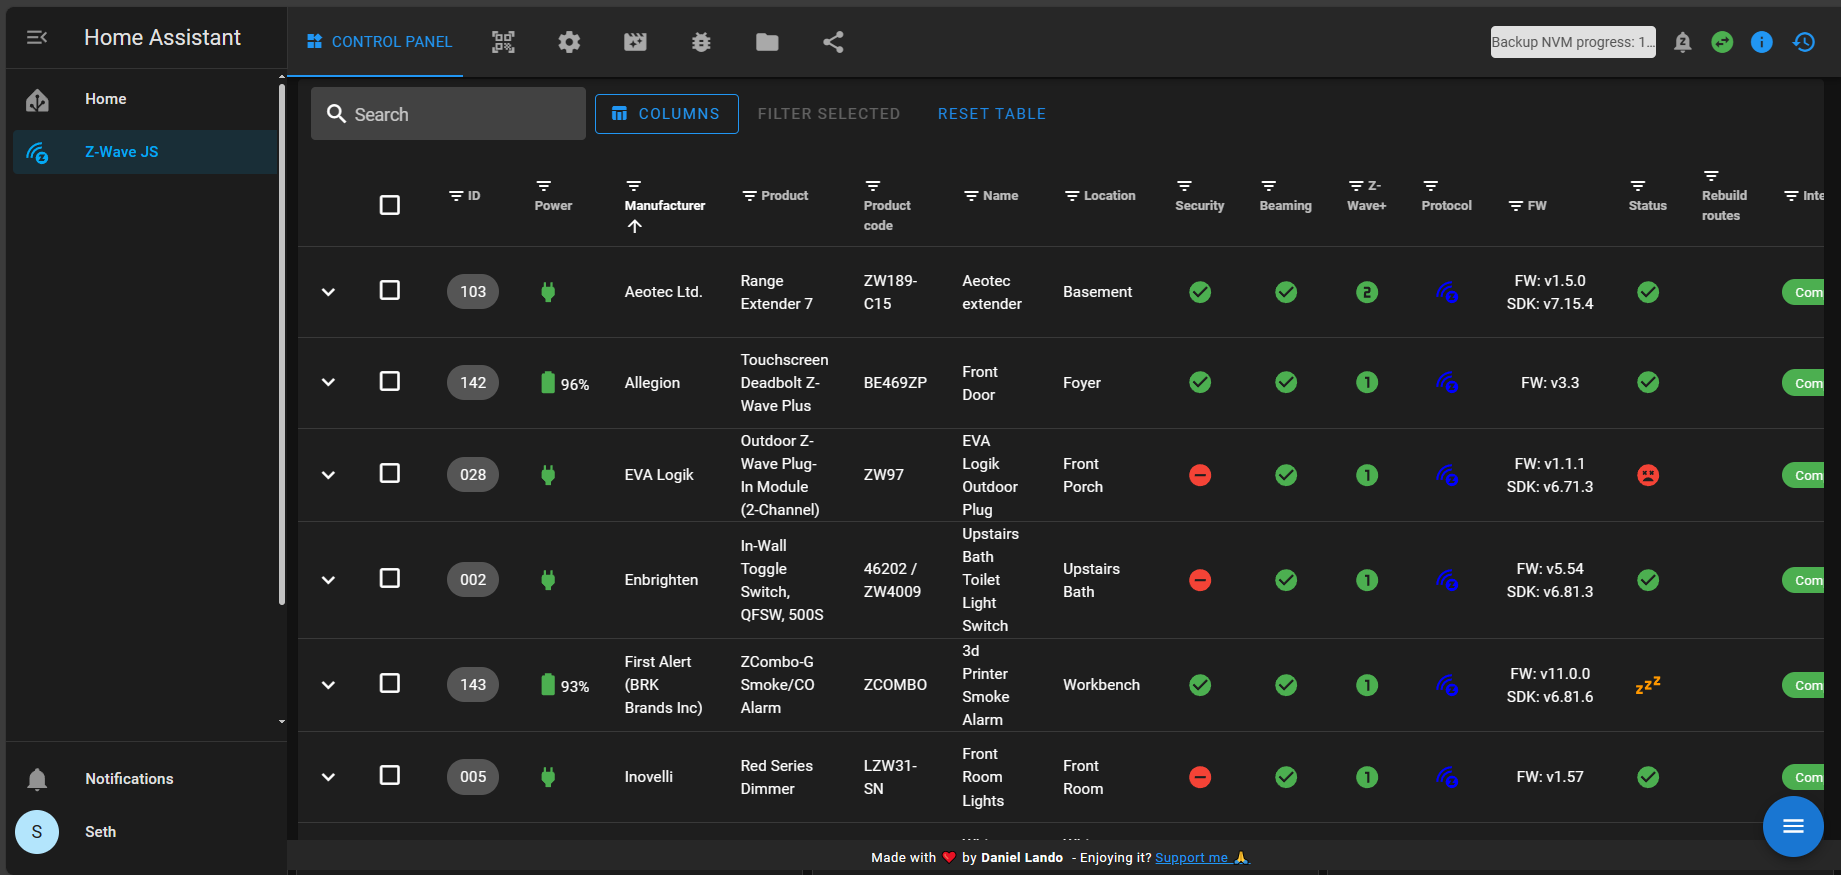 Home Assistant
CONTROL PANEL
Backup NVM progress: 1...
Home
Z-Wave JS
Notifications
S
Seth
Search
COLUMNS
FILTER SELECTED
RESET TABLE
ID
Power
Manufacturer
Product
Product
code
Name
Location
Security
Beaming
Z-
Wave+
Protocol
FW
Status
Rebuild
routes
Inte
103
Aeotec Ltd.
Range
Extender 7
ZW189-
C15
Aeotec
extender
Basement
2
FW: v1.5.0
SDK: v7.15.4
Com
142
96%
Allegion
Touchscreen
Deadbolt Z-
Wave Plus
BE469ZP
Front
Door
Foyer
1
FW: v3.3
Com
028
EVA Logik
Outdoor Z-
Wave Plug-
In Module
(2-Channel)
ZW97
EVA
Logik
Outdoor
Plug
Front
Porch
1
FW: v1.1.1
SDK: v6.71.3
Com
002
Enbrighten
In-Wall
Toggle
Switch,
QFSW, 500S
46202 /
ZW4009
Upstairs
Bath
Toilet
Light
Switch
Upstairs
Bath
1
FW: v5.54
SDK: v6.81.3
Com
143
93%
First Alert
(BRK
Brands Inc)
ZCombo-G
Smoke/CO
Alarm
ZCOMBO
3d
Printer
Smoke
Alarm
Workbench
1
FW: v11.0.0
SDK: v6.81.6
zzz
Com
005
Inovelli
Red Series
Dimmer
LZW31-
SN
Front
Room
Lights
Front
Room
1
FW: v1.57
Com
Made with ❤️ by Daniel Lando - Enjoying it? Support me 🙏